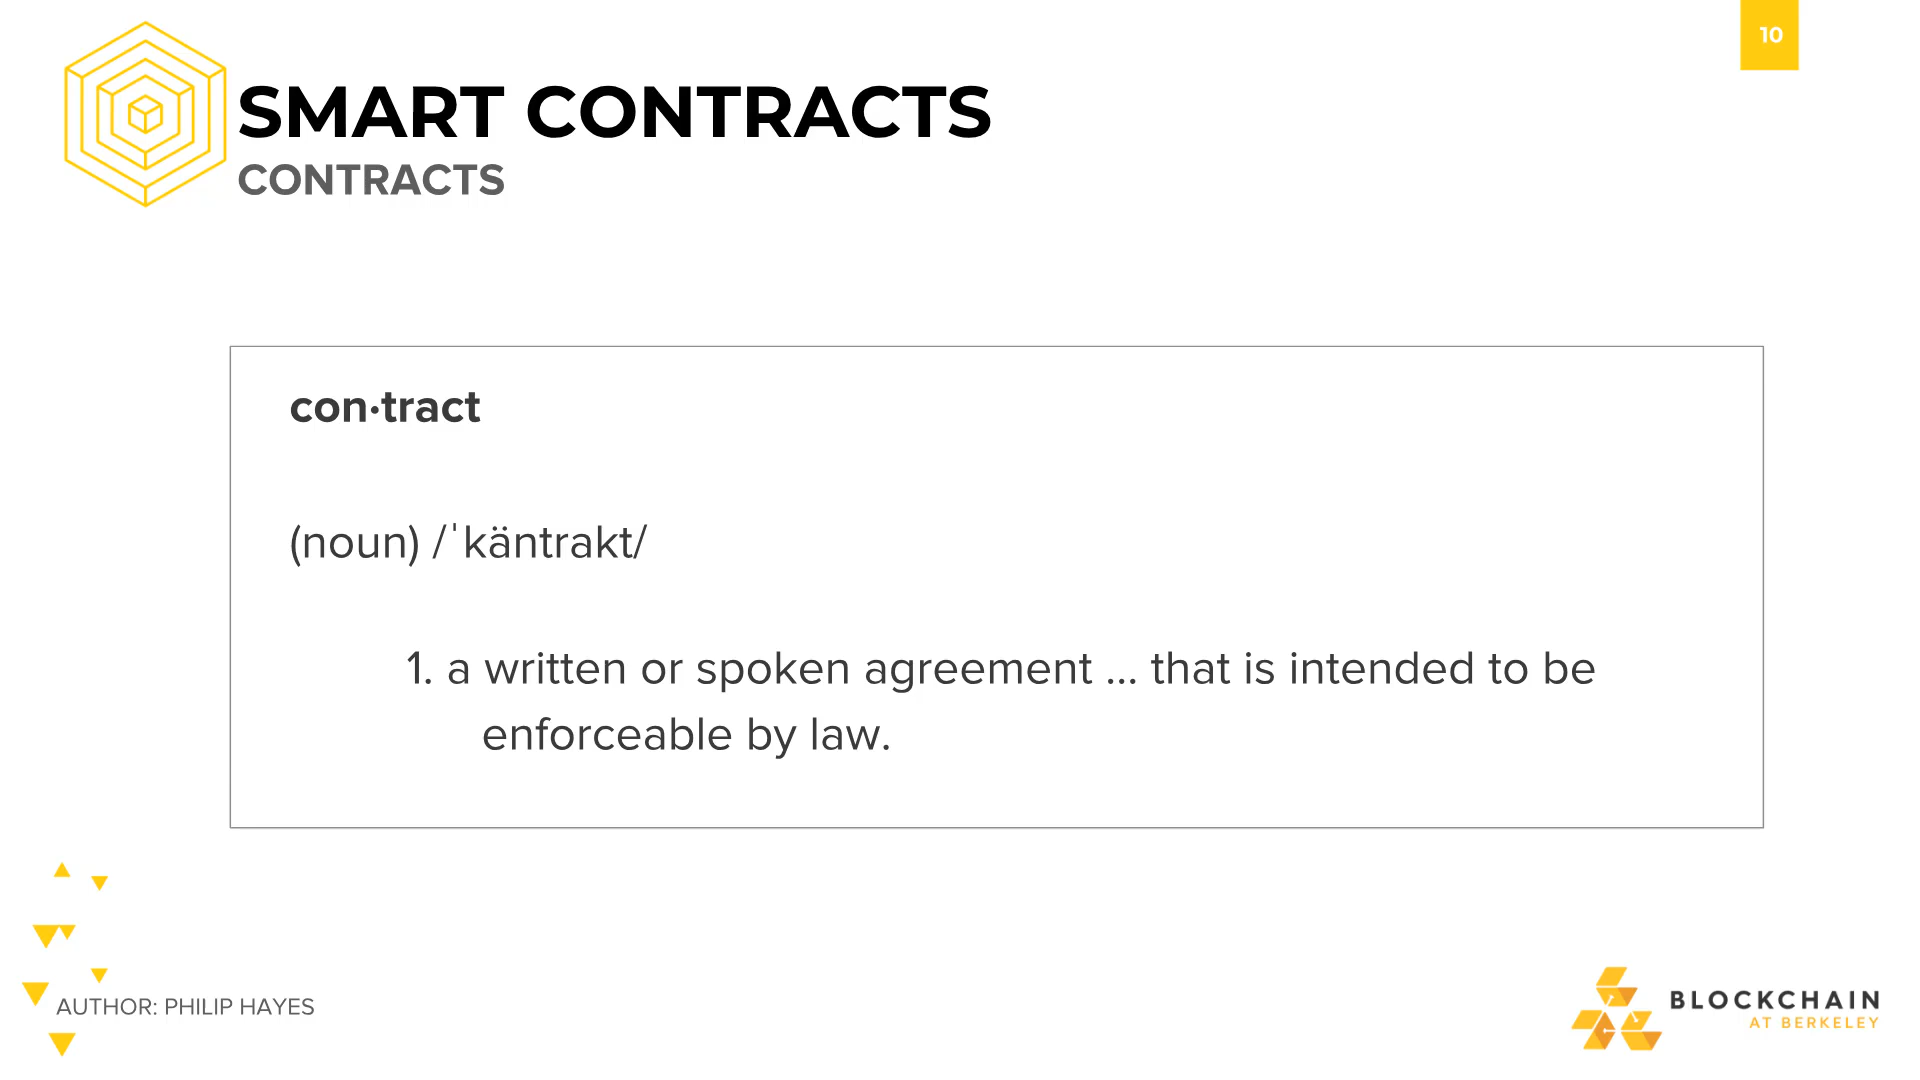 10
SMART CONTRACTS
CONTRACTS
con·tract
(noun) /ˈkäntrakt/
1. a written or spoken agreement ... that is intended to be
enforceable by law.
AUTHOR: PHILIP HAYES
BLOCKCHAIN
AT BERKELEY